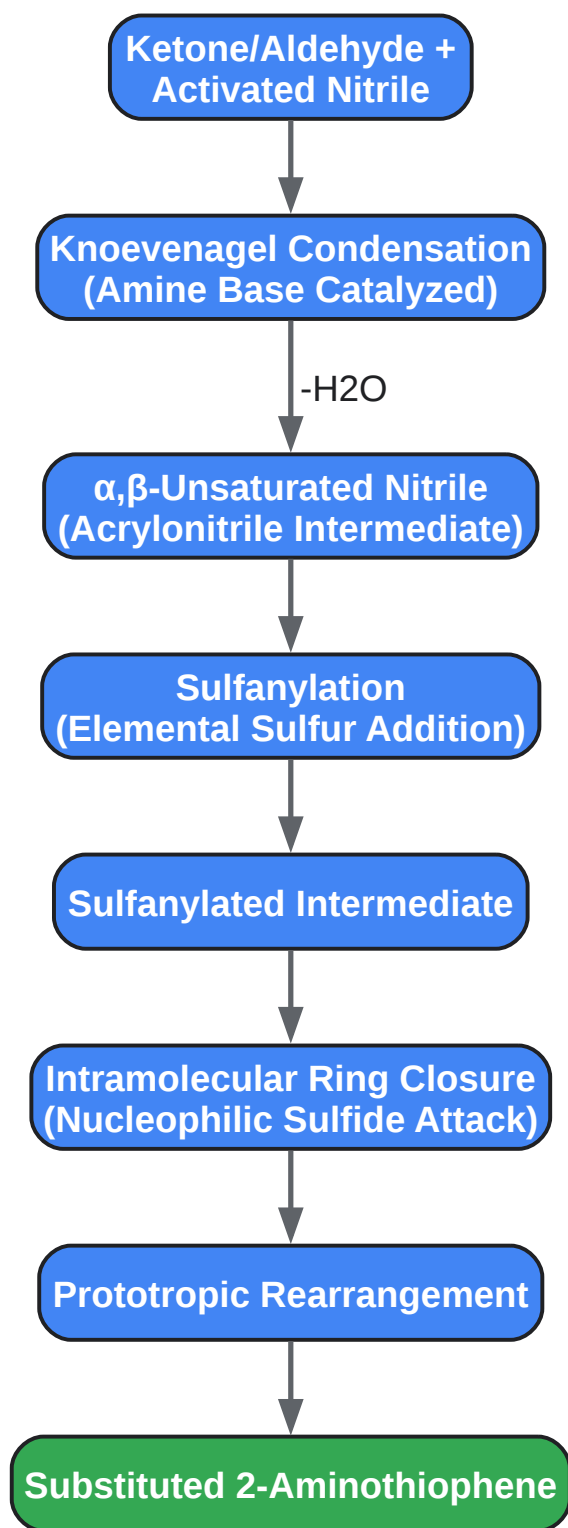 Ketone/Aldehyde +
Activated Nitrile
Knoevenagel Condensation
(Amine Base Catalyzed)
-H2O
α,β-Unsaturated Nitrile
(Acrylonitrile Intermediate)
Sulfanylation
(Elemental Sulfur Addition)
Sulfanylated Intermediate
Intramolecular Ring Closure
(Nucleophilic Sulfide Attack)
Prototropic Rearrangement
Substituted 2-Aminothiophene